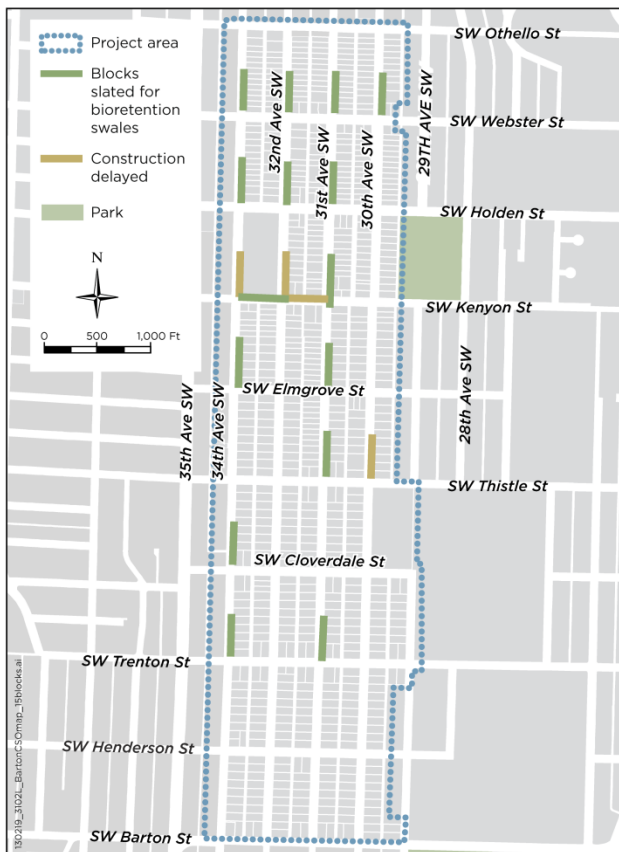 Project area
Blocks
slated for
bioretention
swales
Construction
delayed
Park
N
0 500 1,000 Ft
SW Othello St
32nd Ave SW
31st Ave SW
30th Ave SW
29TH AVE SW
SW Webster St
SW Holden St
SW Kenyon St
35th Ave SW
34th Ave SW
SW Elmgrove St
28th Ave SW
SW Thistle St
SW Cloverdale St
SW Trenton St
SW Henderson St
SW Barton St
130219_3102L_BartonCSOmap_15blocks.ai